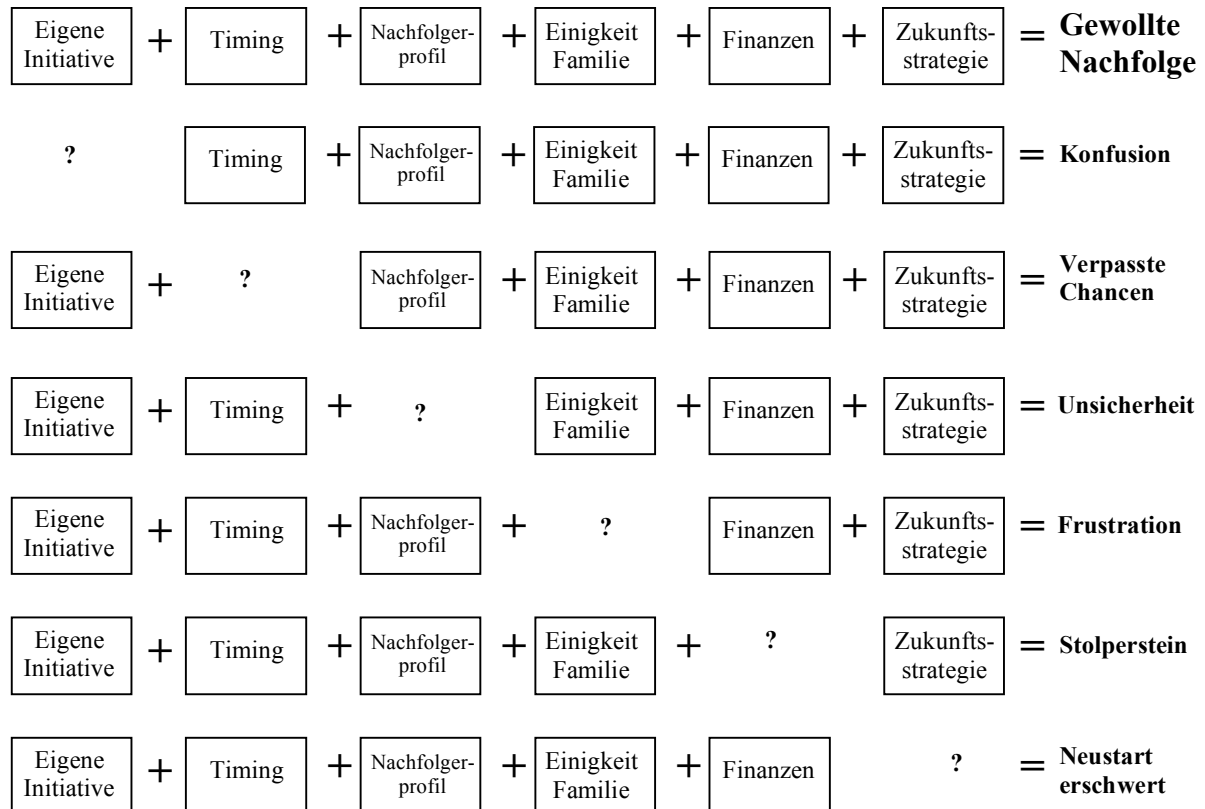 Eigene Initiative + Timing + Nachfolger-profil + Einigkeit Familie + Finanzen + Zukunfts-strategie = Gewollte Nachfolge
? Timing + Nachfolger-profil + Einigkeit Familie + Finanzen + Zukunfts-strategie = Konfusion
Eigene Initiative + ? Nachfolger-profil + Einigkeit Familie + Finanzen + Zukunfts-strategie = Verpasste Chancen
Eigene Initiative + Timing + ? Einigkeit Familie + Finanzen + Zukunfts-strategie = Unsicherheit
Eigene Initiative + Timing + Nachfolger-profil + ? Finanzen + Zukunfts-strategie = Frustration
Eigene Initiative + Timing + Nachfolger-profil + Einigkeit Familie + ? Zukunfts-strategie = Stolperstein
Eigene Initiative + Timing + Nachfolger-profil + Einigkeit Familie + Finanzen ? = Neustart erschwert